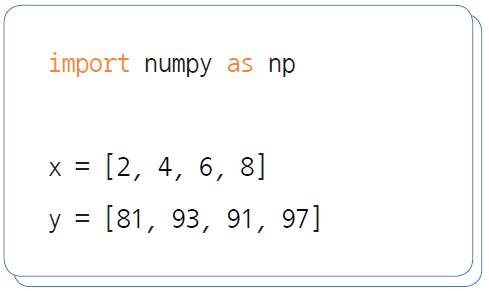 import numpy as np
x = [2, 4, 6, 8]
y = [81, 93, 91, 97]